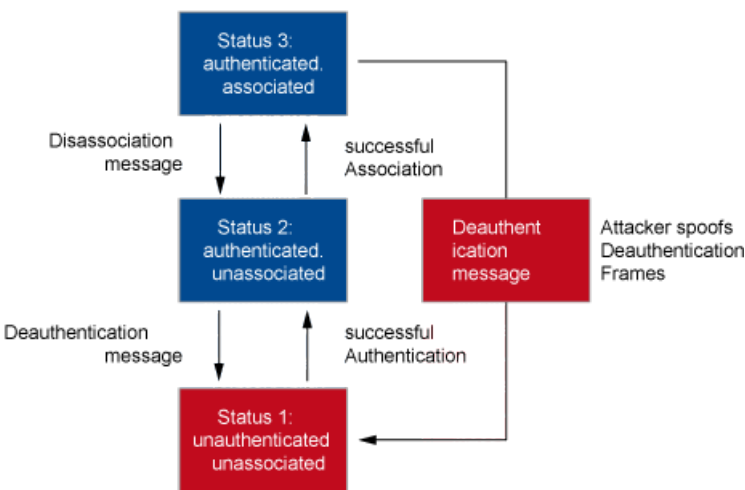 Status 3:
authenticated.
associated
Disassociation
message
successful
Association
Status 2:
authenticated.
unassociated
Deauthent
ication
message
Attacker spoofs
Deauthentication
Frames
Deauthentication
message
successful
Authentication
Status 1:
unauthenticated
unassociated